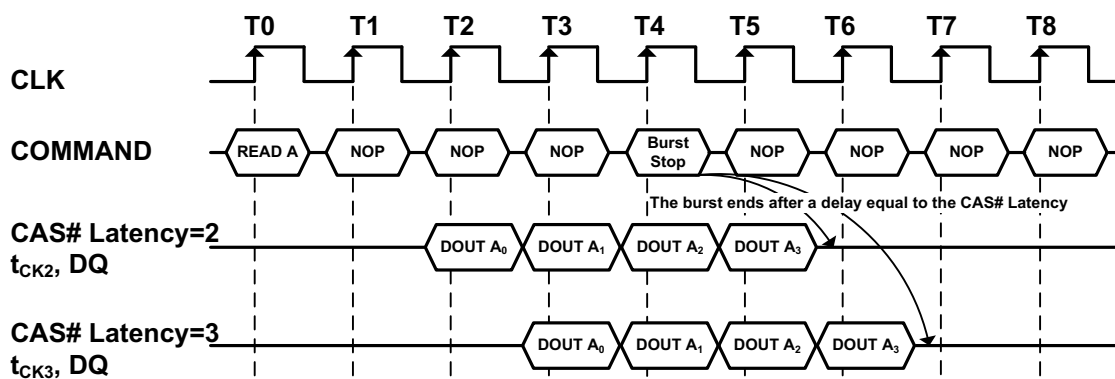 T0 T1 T2 T3 T4 T5 T6 T7 T8
CLK
COMMAND READ A NOP NOP NOP Burst Stop NOP NOP NOP NOP
The burst ends after a delay equal to the CAS# Latency
CAS# Latency=2
tCK2, DQ DOUT A0 DOUT A1 DOUT A2 DOUT A3
CAS# Latency=3
tCK3, DQ DOUT A0 DOUT A1 DOUT A2 DOUT A3